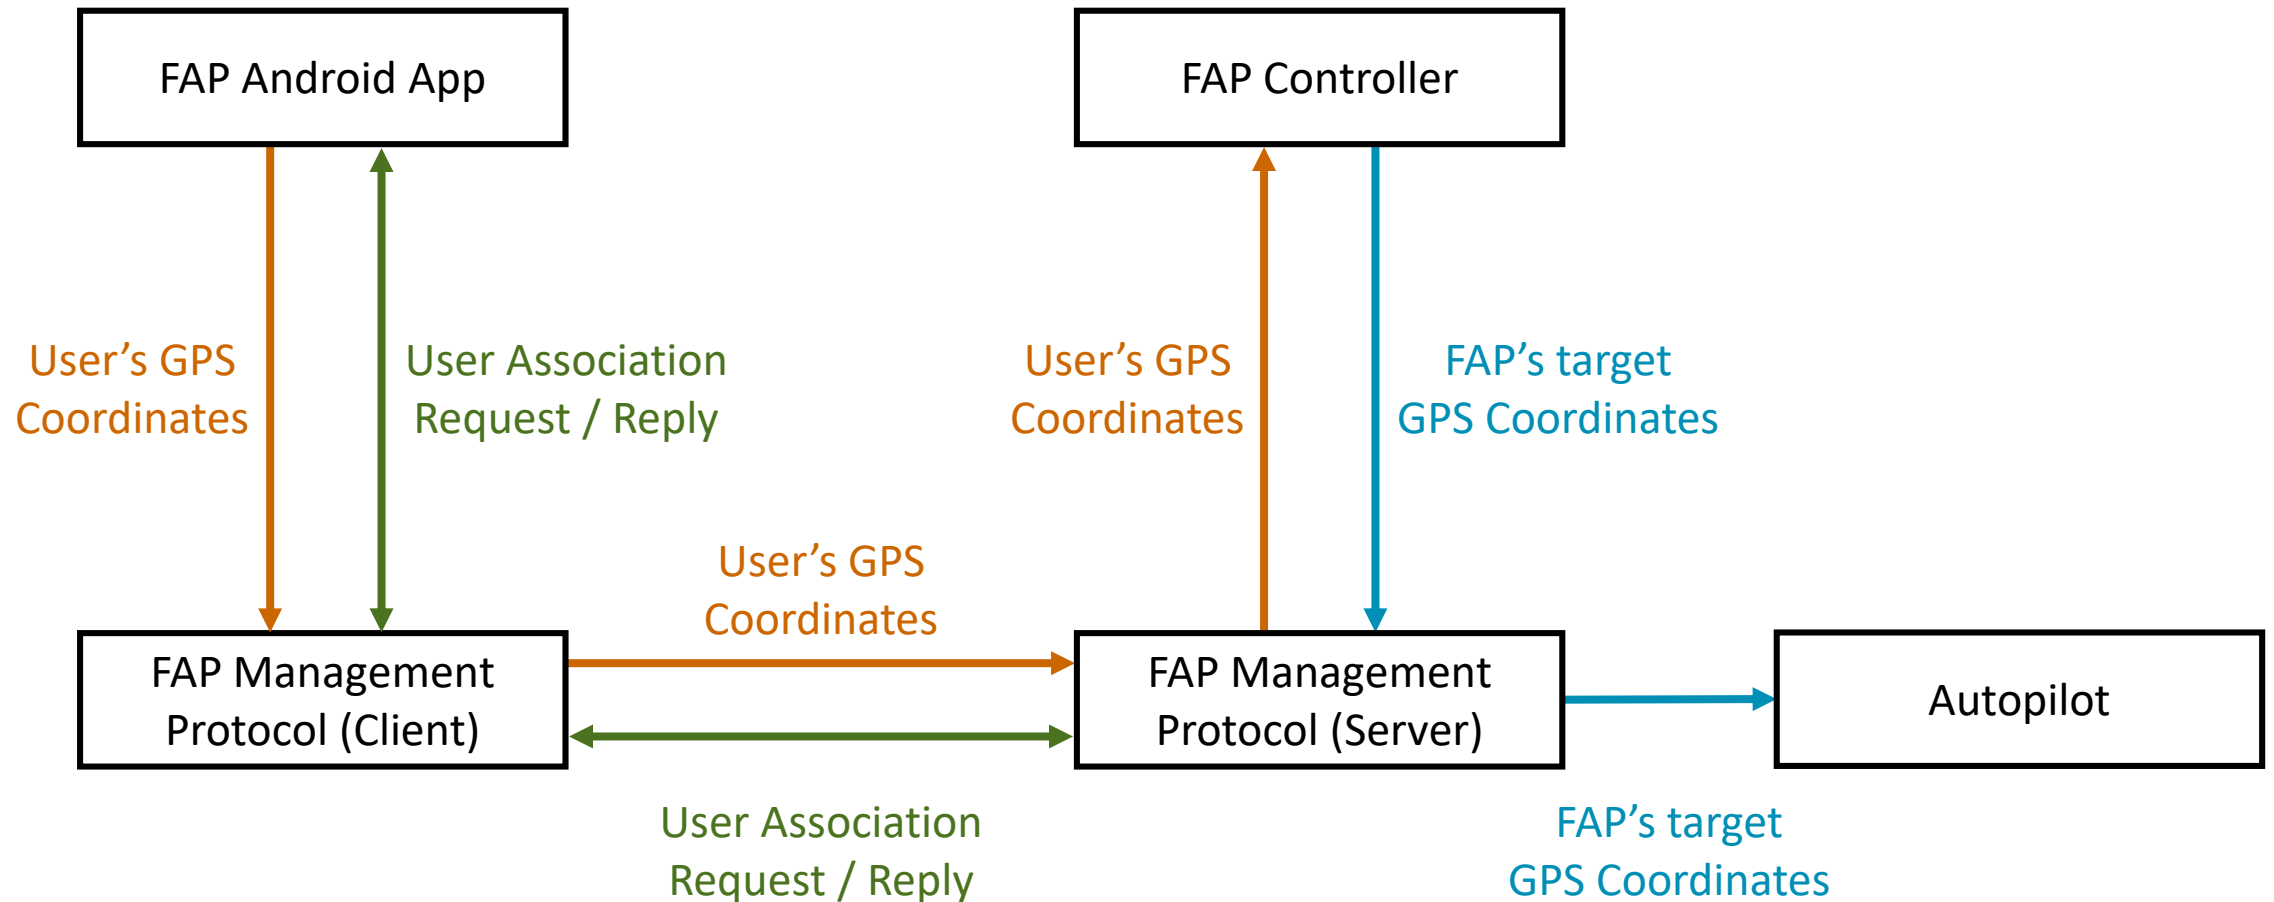 FAP Android App
FAP Controller
User’s GPS
Coordinates
User Association
Request / Reply
User’s GPS
Coordinates
FAP’s target
GPS Coordinates
User’s GPS
Coordinates
FAP Management
Protocol (Client)
FAP Management
Protocol (Server)
Autopilot
User Association
Request / Reply
FAP’s target
GPS Coordinates